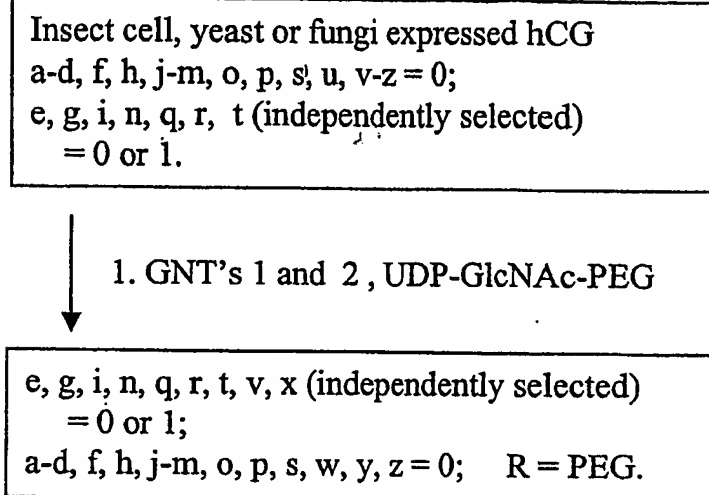 Insect cell, yeast or fungi expressed hCG
a-d, f, h, j-m, o, p, s, u, v-z = 0;
e, g, i, n, q, r, t (independently selected)
= 0 or 1.
1. GNT's 1 and 2 , UDP-GlcNAc-PEG
e, g, i, n, q, r, t, v, x (independently selected)
= 0 or 1;
a-d, f, h, j-m, o, p, s, w, y, z = 0; R = PEG.